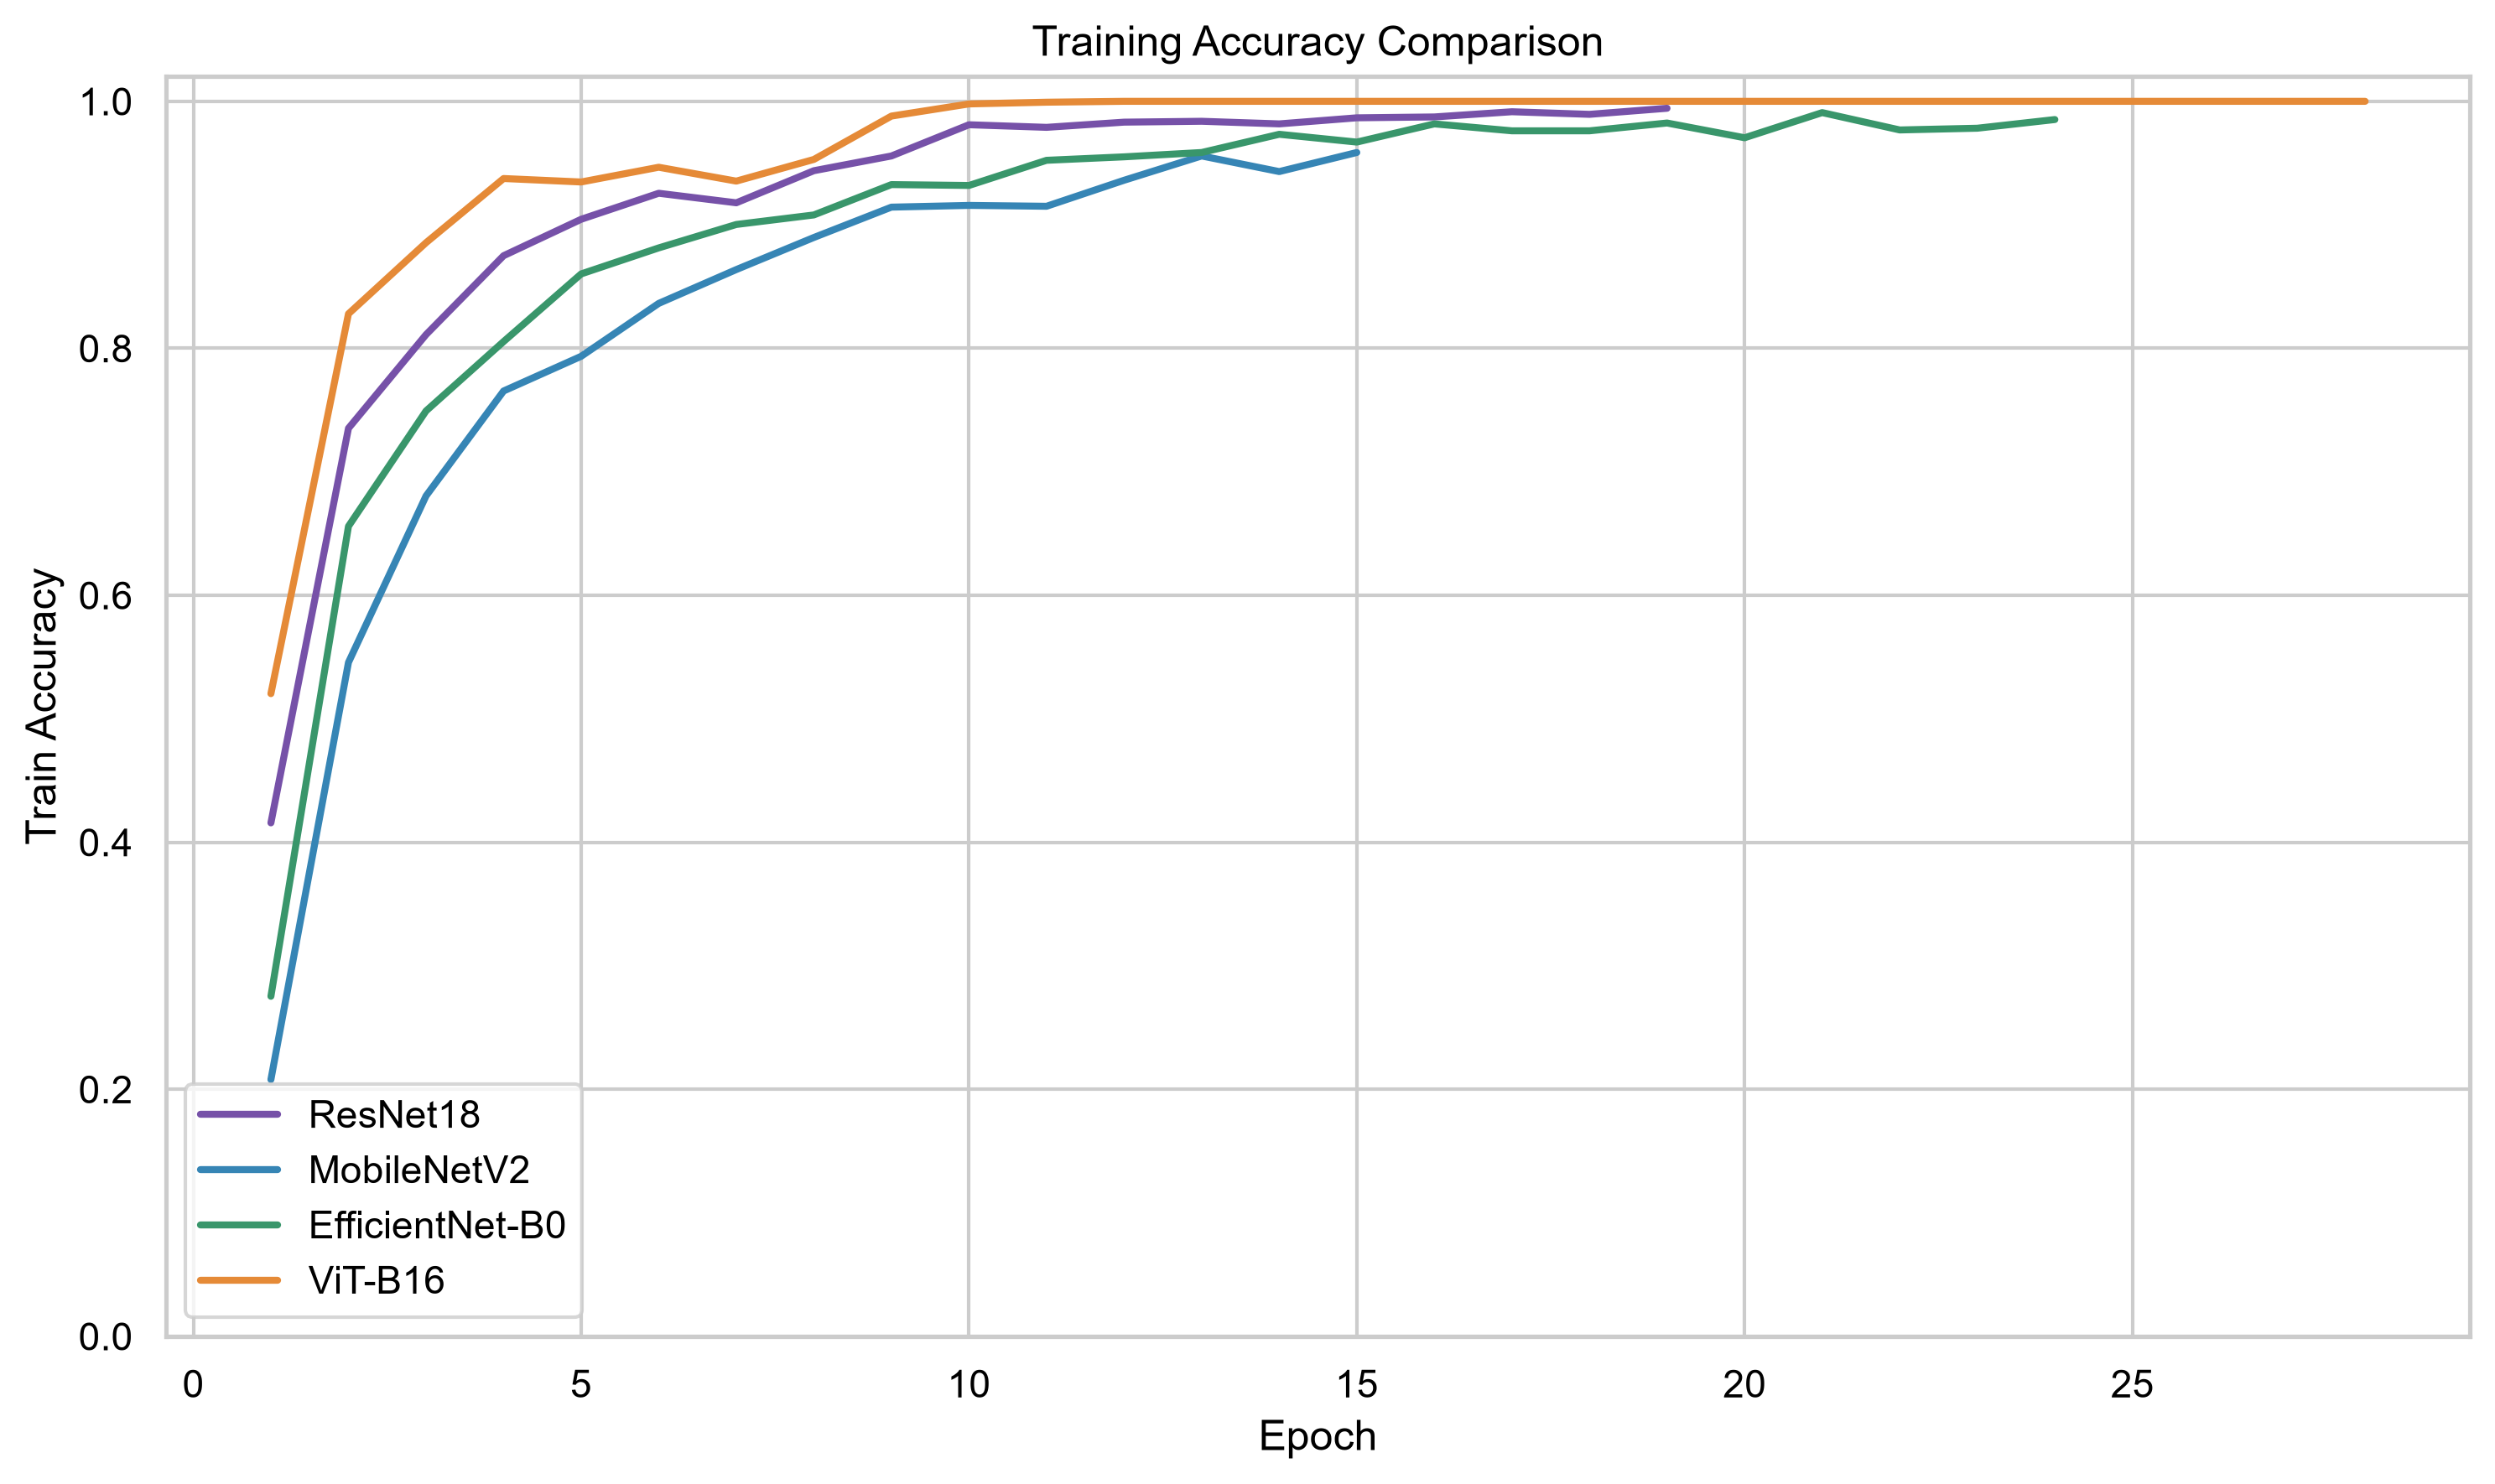 Training Accuracy Comparison
Train Accuracy
1.0
0.8
0.6
0.4
0.2
0.0
ResNet18
MobileNetV2
EfficientNet-B0
ViT-B16
0 5 10 15 20 25
Epoch